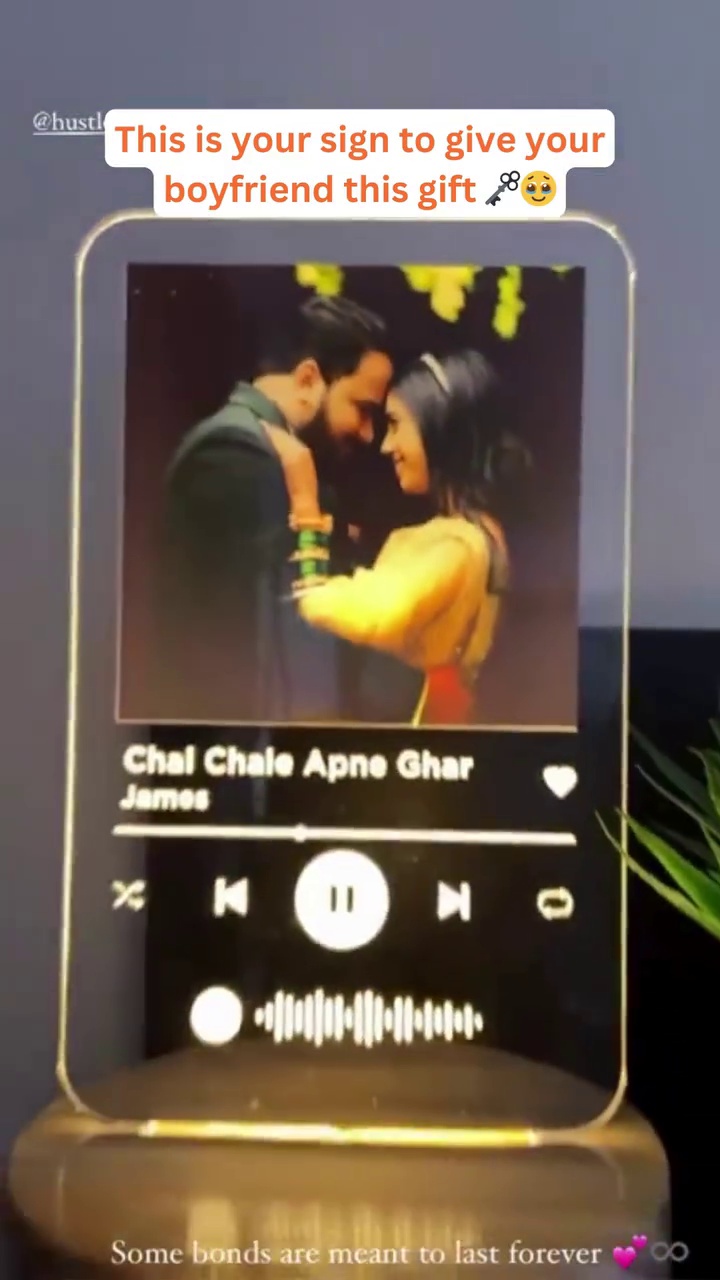 @hustl
This is your sign to give your
boyfriend this gift 🗝️🥹
Chal Chale Apne Ghar
James
Some bonds are meant to last forever 💕♾️